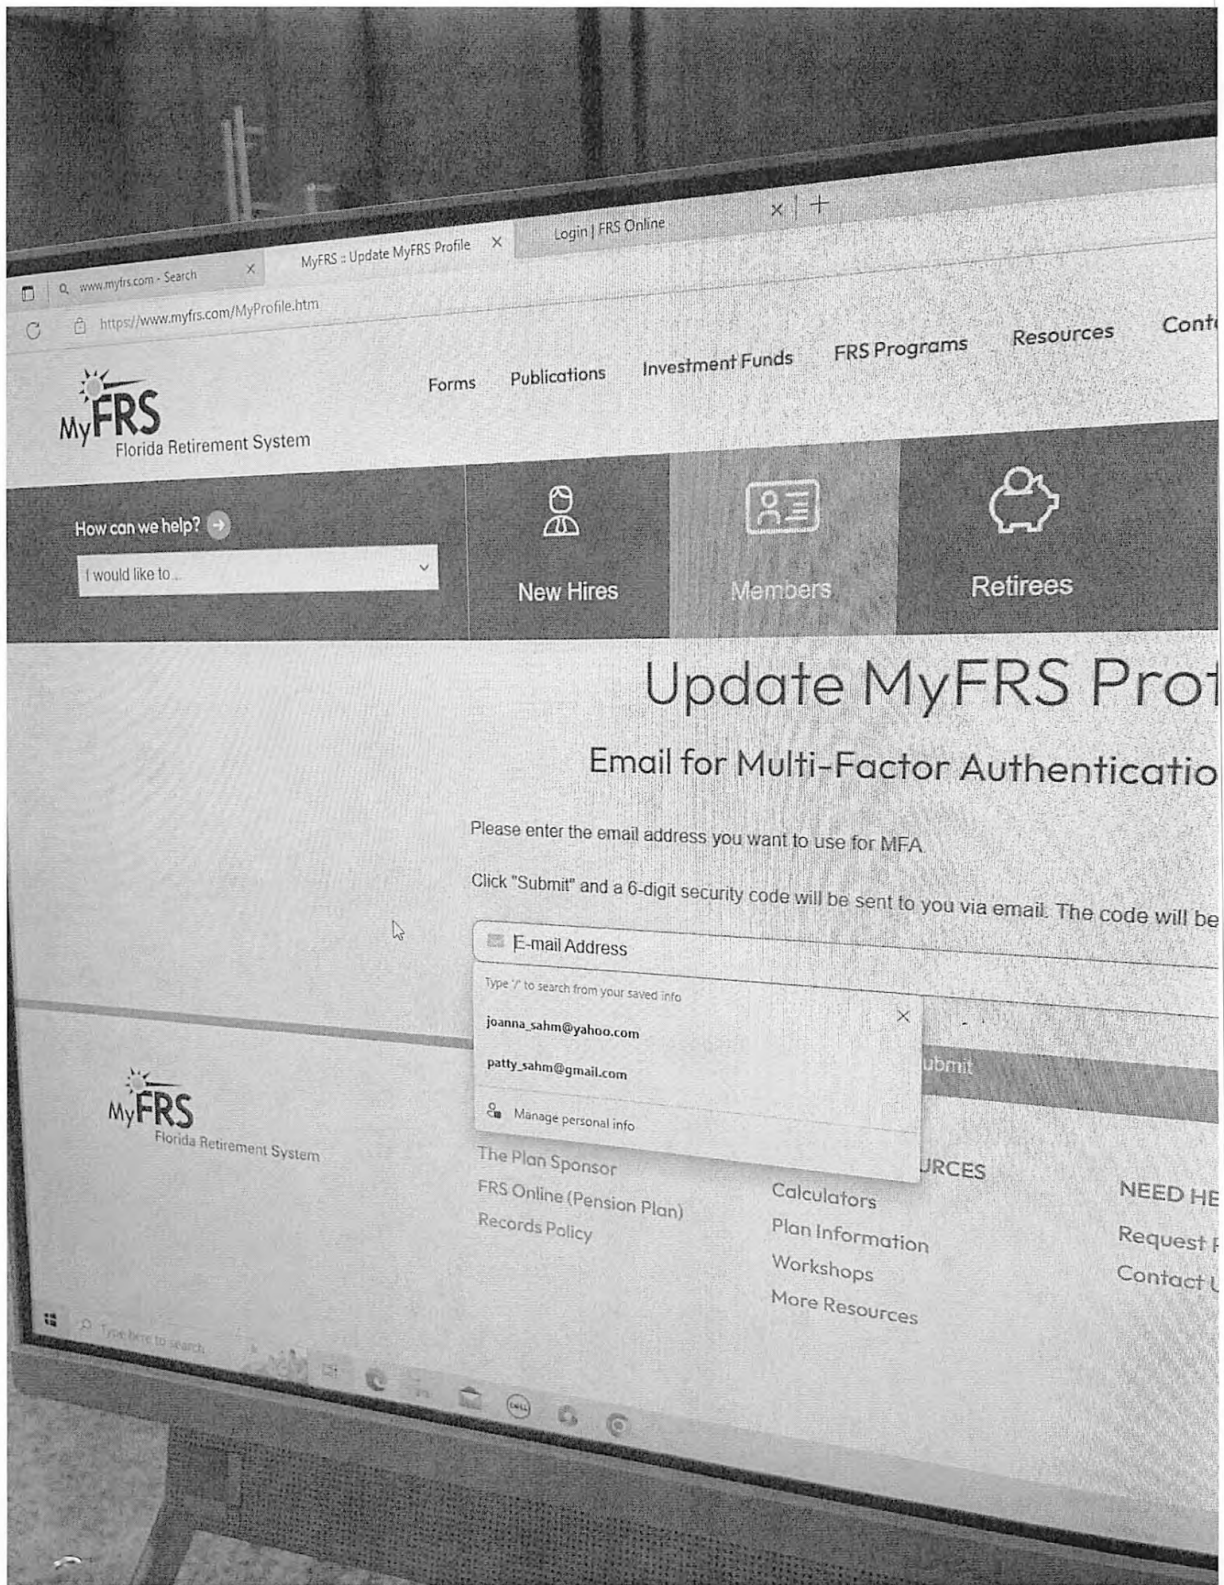 www.myfrs.com - Search
MyFRS :: Update MyFRS Profile
Login | FRS Online
https://www.myfrs.com/MyProfile.htm
MyFRS
Florida Retirement System
Forms
Publications
Investment Funds
FRS Programs
Resources
Cont
How can we help?
I would like to...
New Hires
Members
Retirees
Update MyFRS Prof
Email for Multi-Factor Authenticatio
Please enter the email address you want to use for MFA.
Click "Submit" and a 6-digit security code will be sent to you via email. The code will be
E-mail Address
Type '/' to search from your saved info
joanna_sahm@yahoo.com
patty_sahm@gmail.com
Manage personal info
ubmit
MyFRS
Florida Retirement System
The Plan Sponsor
FRS Online (Pension Plan)
Records Policy
URCES
Calculators
Plan Information
Workshops
More Resources
NEED HE
Request
Contact
Type here to search
DELL